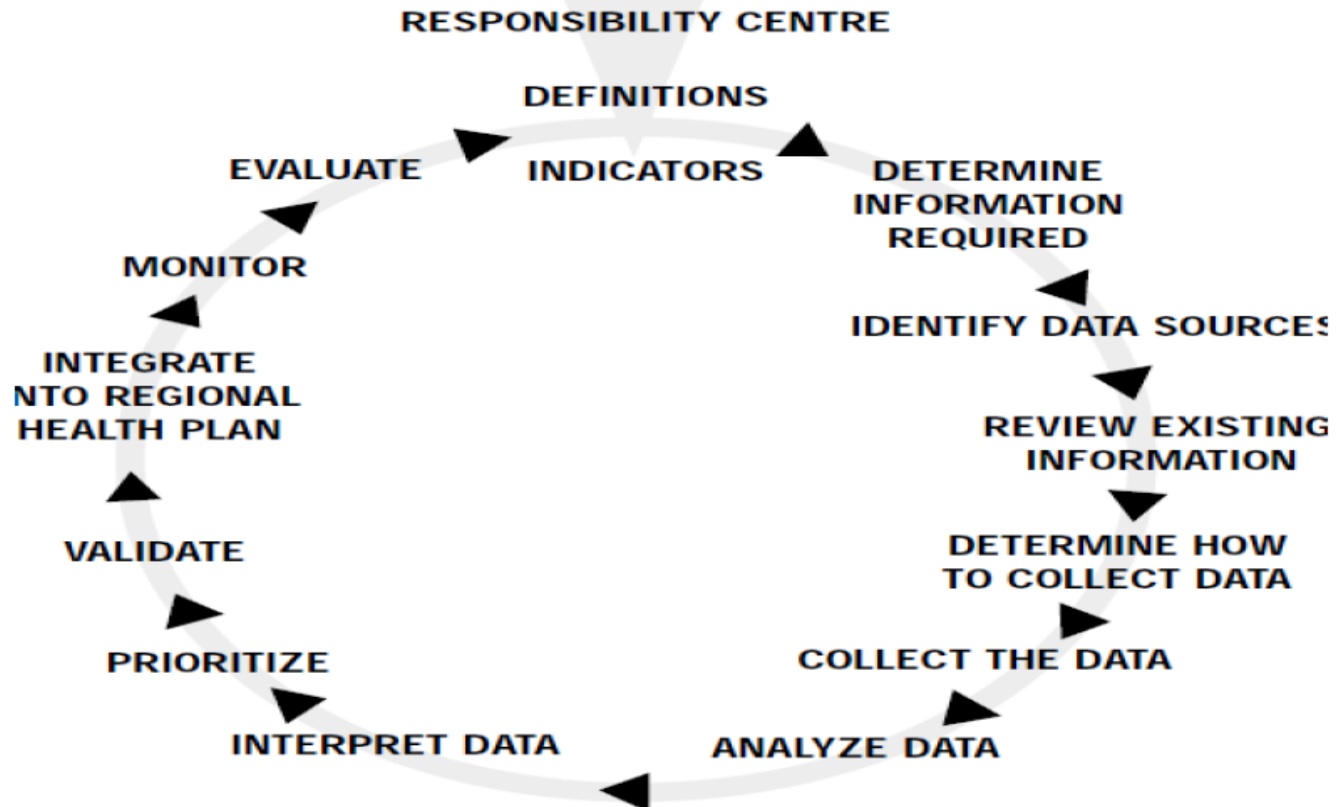 RESPONSIBILITY CENTRE
DEFINITIONS
INDICATORS
DETERMINE
INFORMATION
REQUIRED
IDENTIFY DATA SOURCES
REVIEW EXISTING
INFORMATION
DETERMINE HOW
TO COLLECT DATA
COLLECT THE DATA
ANALYZE DATA
INTERPRET DATA
PRIORITIZE
VALIDATE
INTEGRATE
NTO REGIONAL
HEALTH PLAN
MONITOR
EVALUATE